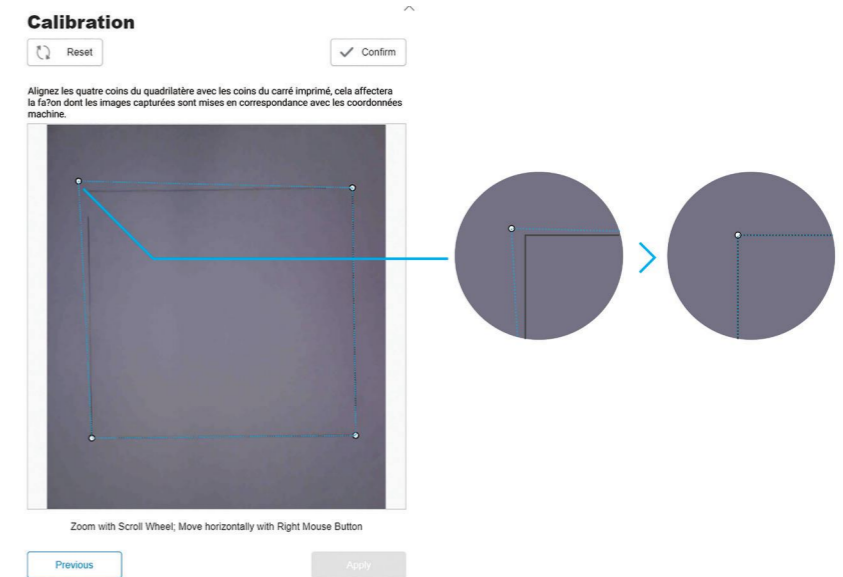 Calibration
Reset
Confirm
Alignez les quatre coins du quadrilatère avec les coins du carré imprimé, cela affectera
la fa?on dont les images capturées sont mises en correspondance avec les coordonnées
machine.
Zoom with Scroll Wheel; Move horizontally with Right Mouse Button
Previous
Apply